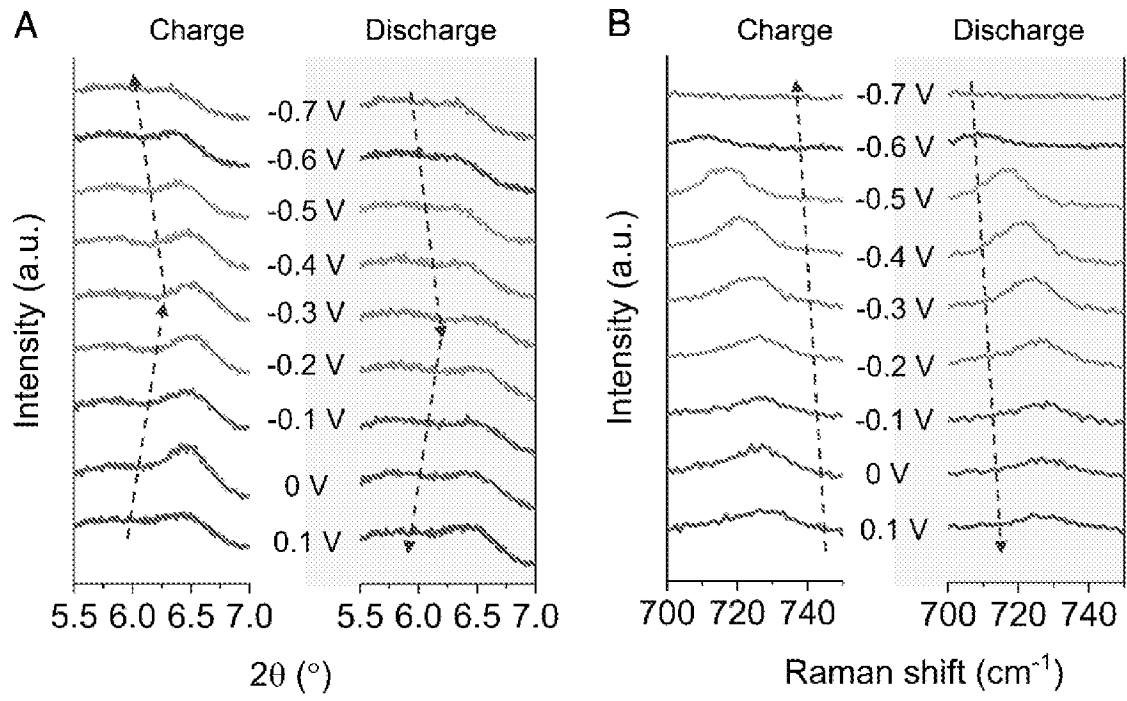 A
Charge
Discharge
-0.7 V
-0.6 V
-0.5 V
-0.4 V
-0.3 V
-0.2 V
-0.1 V
0 V
0.1 V
Intensity (a.u.)
5.5 6.0 6.5 7.0
5.5 6.0 6.5 7.0
2θ (°)
B
Charge
Discharge
-0.7 V
-0.6 V
-0.5 V
-0.4 V
-0.3 V
-0.2 V
-0.1 V
0 V
0.1 V
Intensity (a.u.)
700 720 740
700 720 740
Raman shift (cm⁻¹)